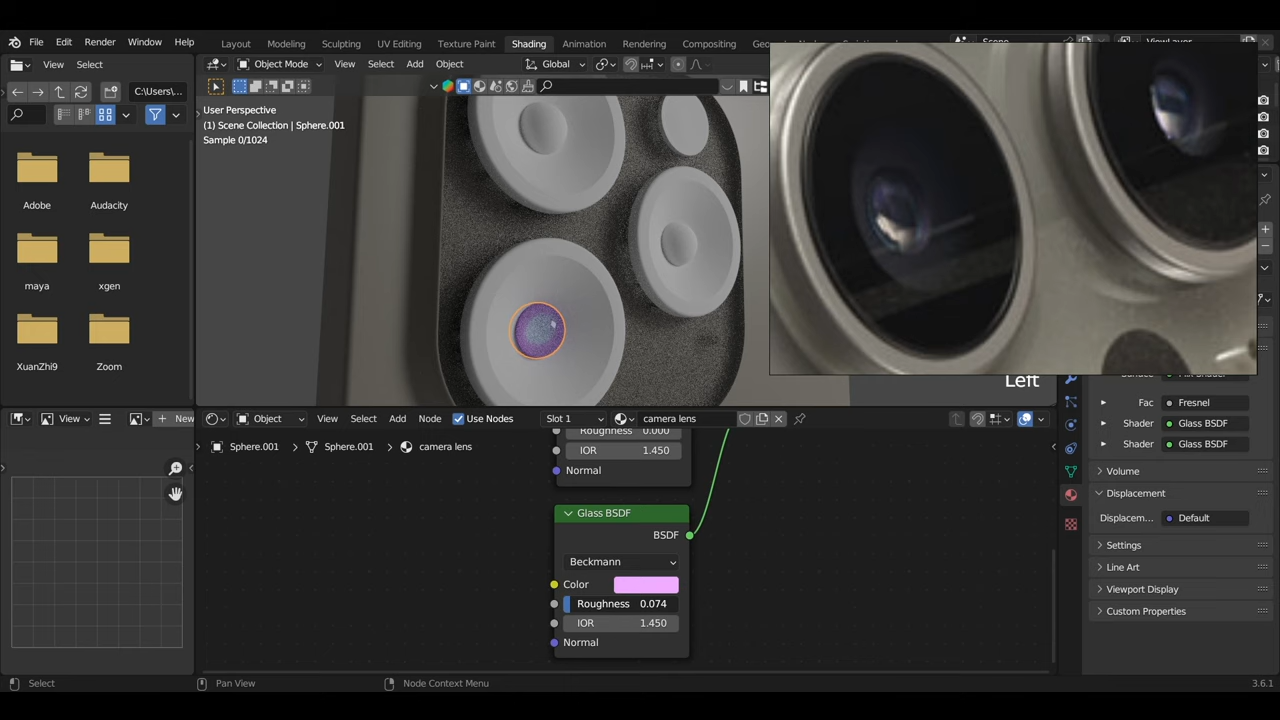 File Edit Render Window Help
Layout Modeling Sculpting UV Editing Texture Paint Shading Animation Rendering Compositing Scene ViewLayer
View Select
Object Mode View Select Add Object Global
C:\Users\...
User Perspective
(1) Scene Collection | Sphere.001
Sample 0/1024
Adobe Audacity
maya xgen
XuanZhi9 Zoom
Left
View New
Object View Select Add Node Use Nodes Slot 1 camera lens
Sphere.001 > Sphere.001 > camera lens
Roughness 0.000
IOR 1.450
Normal
Glass BSDF
BSDF
Beckmann
Color
Roughness 0.074
IOR 1.450
Normal
Fac Fresnel
Shader Glass BSDF
Shader Glass BSDF
Volume
Displacement
Displacem... Default
Settings
Line Art
Viewport Display
Custom Properties
Select Pan View Node Context Menu 3.6.1